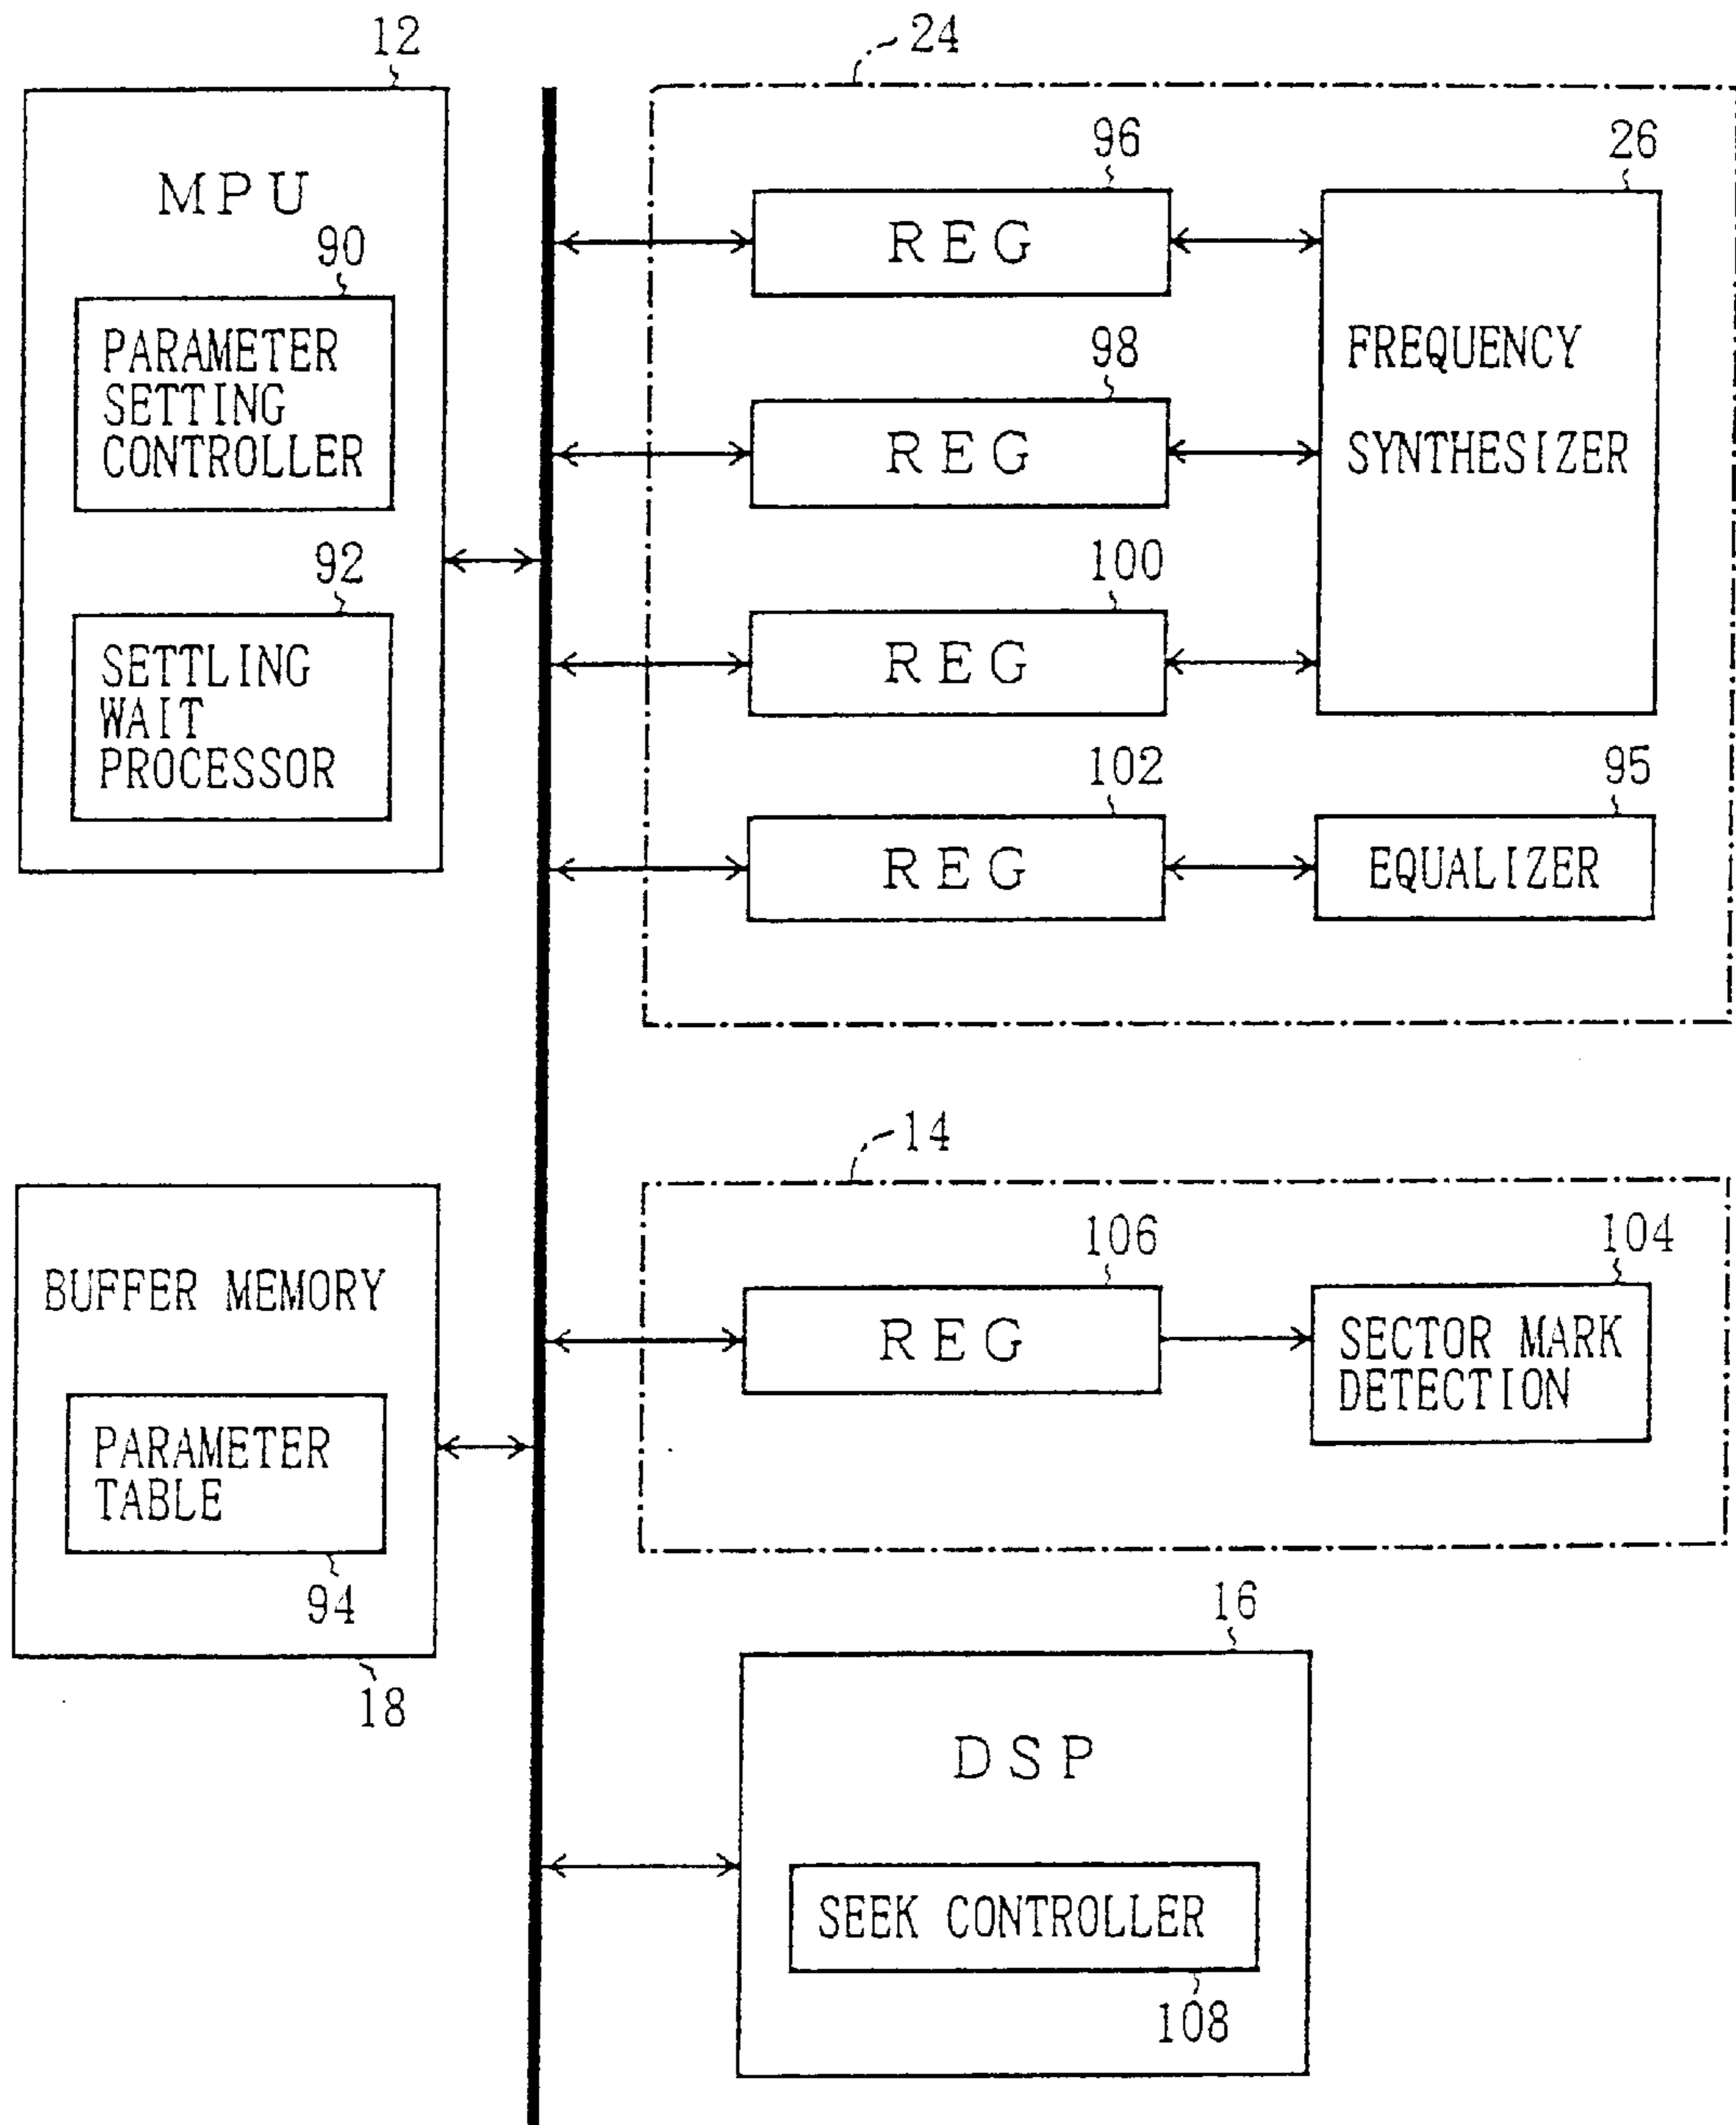 12
MPU
90
PARAMETER
SETTING
CONTROLLER
92
SETTLING
WAIT
PROCESSOR
24
96
REG
98
REG
100
REG
102
REG
26
FREQUENCY
SYNTHESIZER
95
EQUALIZER
BUFFER MEMORY
PARAMETER
TABLE
94
18
14
106
REG
104
SECTOR MARK
DETECTION
16
DSP
SEEK CONTROLLER
108